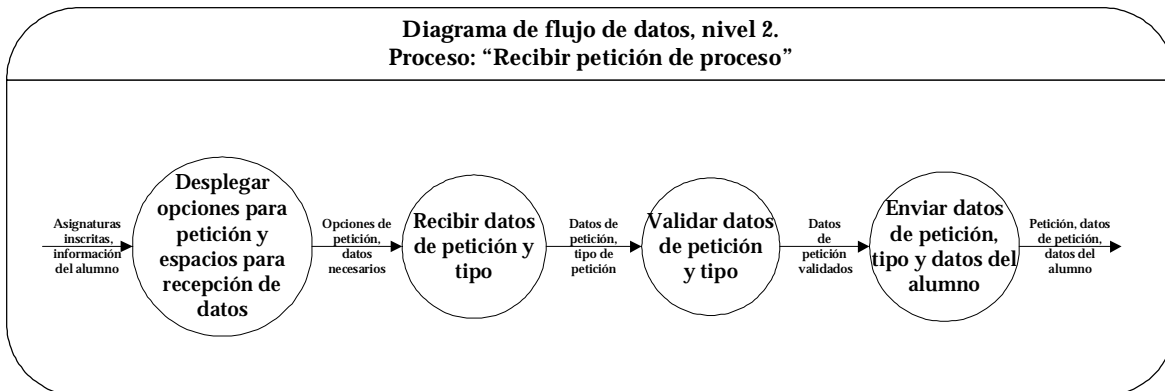 Diagrama de flujo de datos, nivel 2.
Proceso: “Recibir petición de proceso”
Asignaturas
inscritas,
información
del alumno
Desplegar
opciones para
petición y
espacios para
recepción de
datos
Opciones de
petición,
datos
necesarios
Recibir datos
de petición y
tipo
Datos de
petición,
tipo de
petición
Validar datos
de petición
y tipo
Datos
de
petición
validados
Enviar datos
de petición,
tipo y datos del
alumno
Petición, datos
de petición,
datos del
alumno